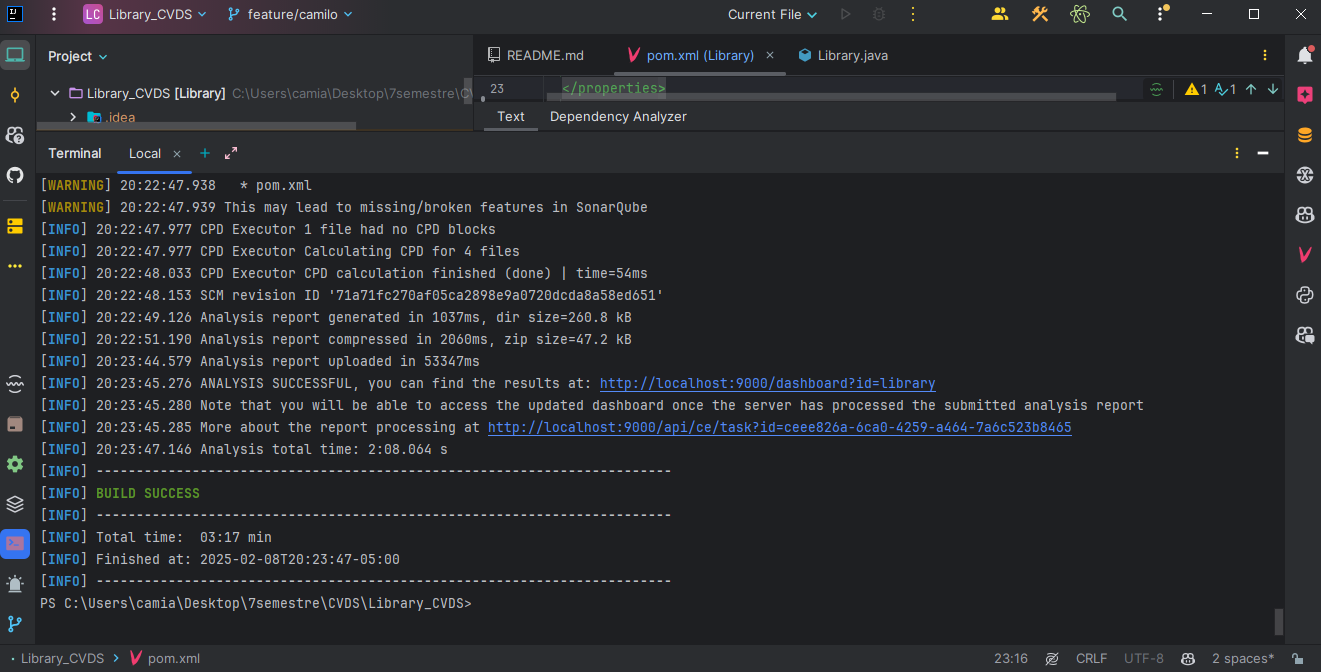 LC Library_CVDS feature/camilo Current File
Project README.md pom.xml (Library) Library.java
Library_CVDS [Library] C:\Users\camia\Desktop\7semestre\CV 23 </properties> 1 1
.idea Text Dependency Analyzer
Terminal Local
[WARNING] 20:22:47.938   * pom.xml
[WARNING] 20:22:47.939 This may lead to missing/broken features in SonarQube
[INFO] 20:22:47.977 CPD Executor 1 file had no CPD blocks
[INFO] 20:22:47.977 CPD Executor Calculating CPD for 4 files
[INFO] 20:22:48.033 CPD Executor CPD calculation finished (done) | time=54ms
[INFO] 20:22:48.153 SCM revision ID '71a71fc270af05ca2898e9a0720dcda8a58ed651'
[INFO] 20:22:49.126 Analysis report generated in 1037ms, dir size=260.8 kB
[INFO] 20:22:51.190 Analysis report compressed in 2060ms, zip size=47.2 kB
[INFO] 20:23:44.579 Analysis report uploaded in 53347ms
[INFO] 20:23:45.276 ANALYSIS SUCCESSFUL, you can find the results at: http://localhost:9000/dashboard?id=library
[INFO] 20:23:45.280 Note that you will be able to access the updated dashboard once the server has processed the submitted analysis report
[INFO] 20:23:45.285 More about the report processing at http://localhost:9000/api/ce/task?id=ceee826a-6ca0-4259-a464-7a6c523b8465
[INFO] 20:23:47.146 Analysis total time: 2:08.064 s
[INFO] ------------------------------------------------------------------------
[INFO] BUILD SUCCESS
[INFO] ------------------------------------------------------------------------
[INFO] Total time:  03:17 min
[INFO] Finished at: 2025-02-08T20:23:47-05:00
[INFO] ------------------------------------------------------------------------
PS C:\Users\camia\Desktop\7semestre\CVDS\Library_CVDS>
Library_CVDS > pom.xml 23:16 CRLF UTF-8 2 spaces*